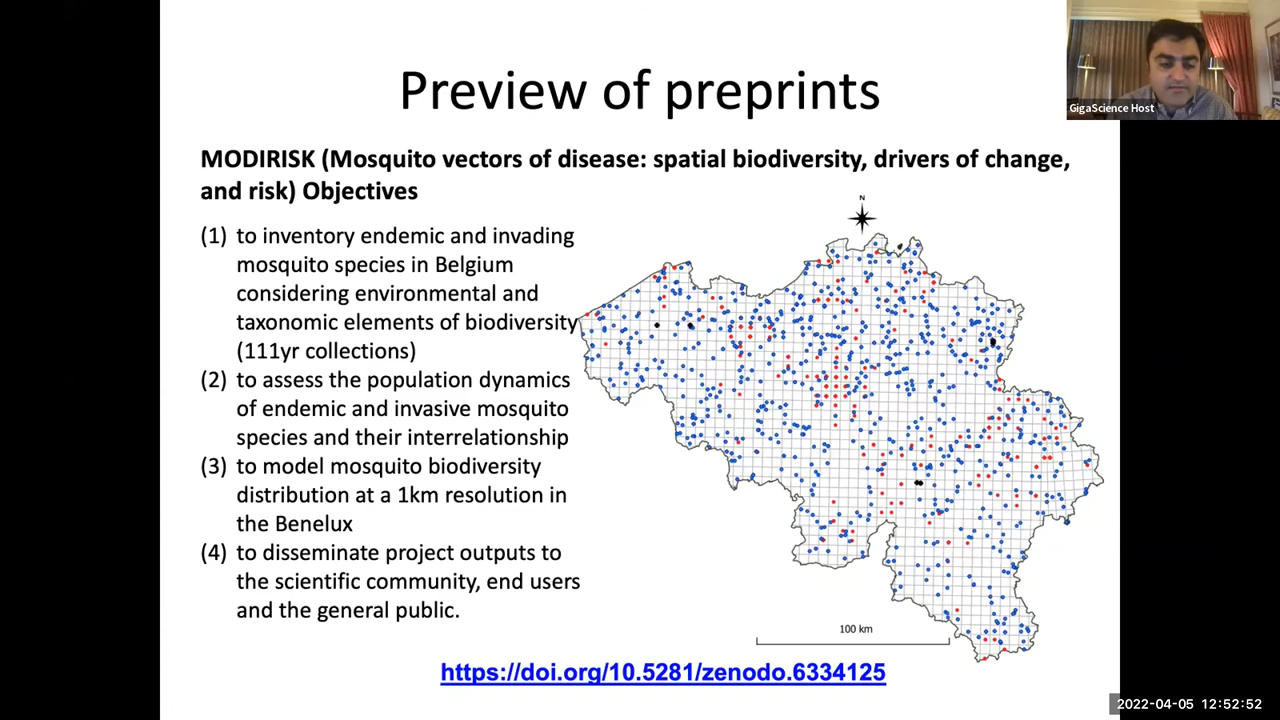 Preview of preprints
GigaScience Host
MODIRISK (Mosquito vectors of disease: spatial biodiversity, drivers of change,
and risk) Objectives
(1) to inventory endemic and invading
mosquito species in Belgium
considering environmental and
taxonomic elements of biodiversity
(111yr collections)
(2) to assess the population dynamics
of endemic and invasive mosquito
species and their interrelationship
(3) to model mosquito biodiversity
distribution at a 1km resolution in
the Benelux
(4) to disseminate project outputs to
the scientific community, end users
and the general public.
N
100 km
https://doi.org/10.5281/zenodo.6334125
2022-04-05 12:52:52